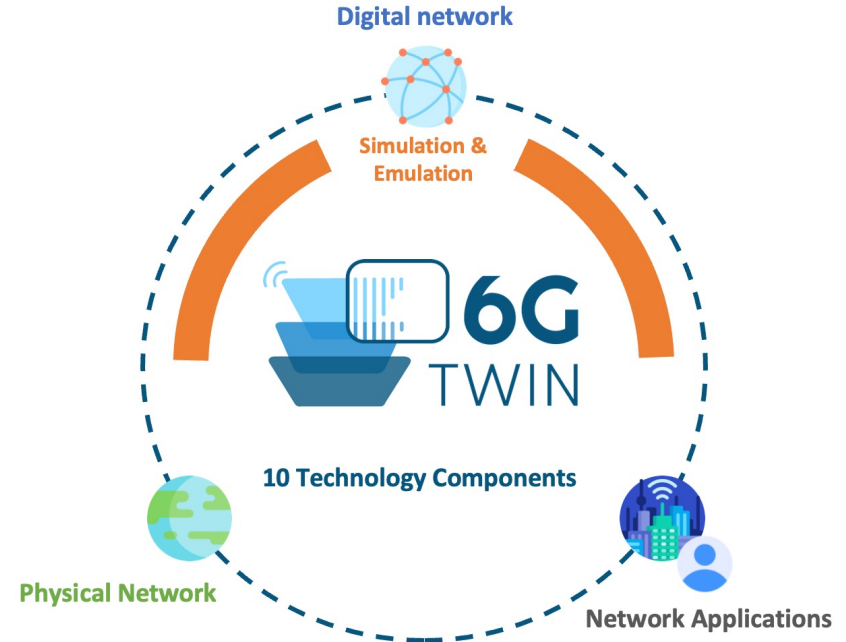 Digital network
Simulation &
Emulation
6G
TWIN
10 Technology Components
Physical Network
Network Applications